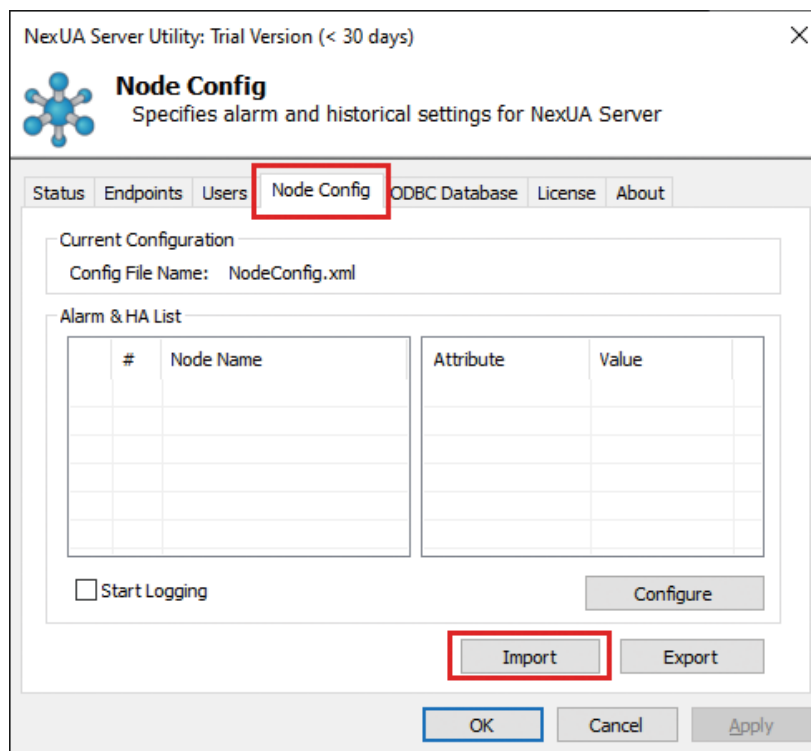 NexUA Server Utility: Trial Version (< 30 days)
Node Config
Specifies alarm and historical settings for NexUA Server
Status Endpoints Users Node Config ODBC Database License About
Current Configuration
Config File Name: NodeConfig.xml
Alarm & HA List
# Node Name Attribute Value
Start Logging Configure
Import Export
OK Cancel Apply